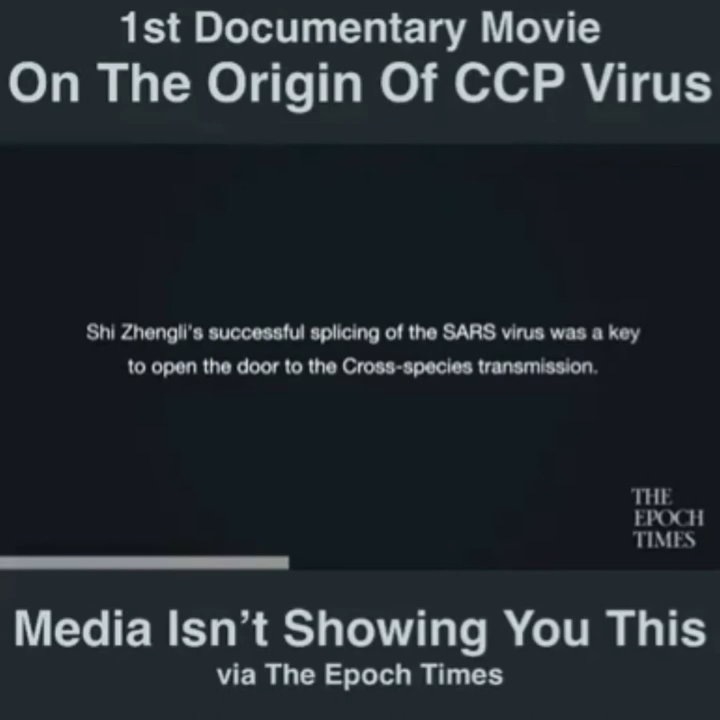 1st Documentary Movie
On The Origin Of CCP Virus
Shi Zhengli's successful splicing of the SARS virus was a key
to open the door to the Cross-species transmission.
THE
EPOCH
TIMES
Media Isn't Showing You This
via The Epoch Times